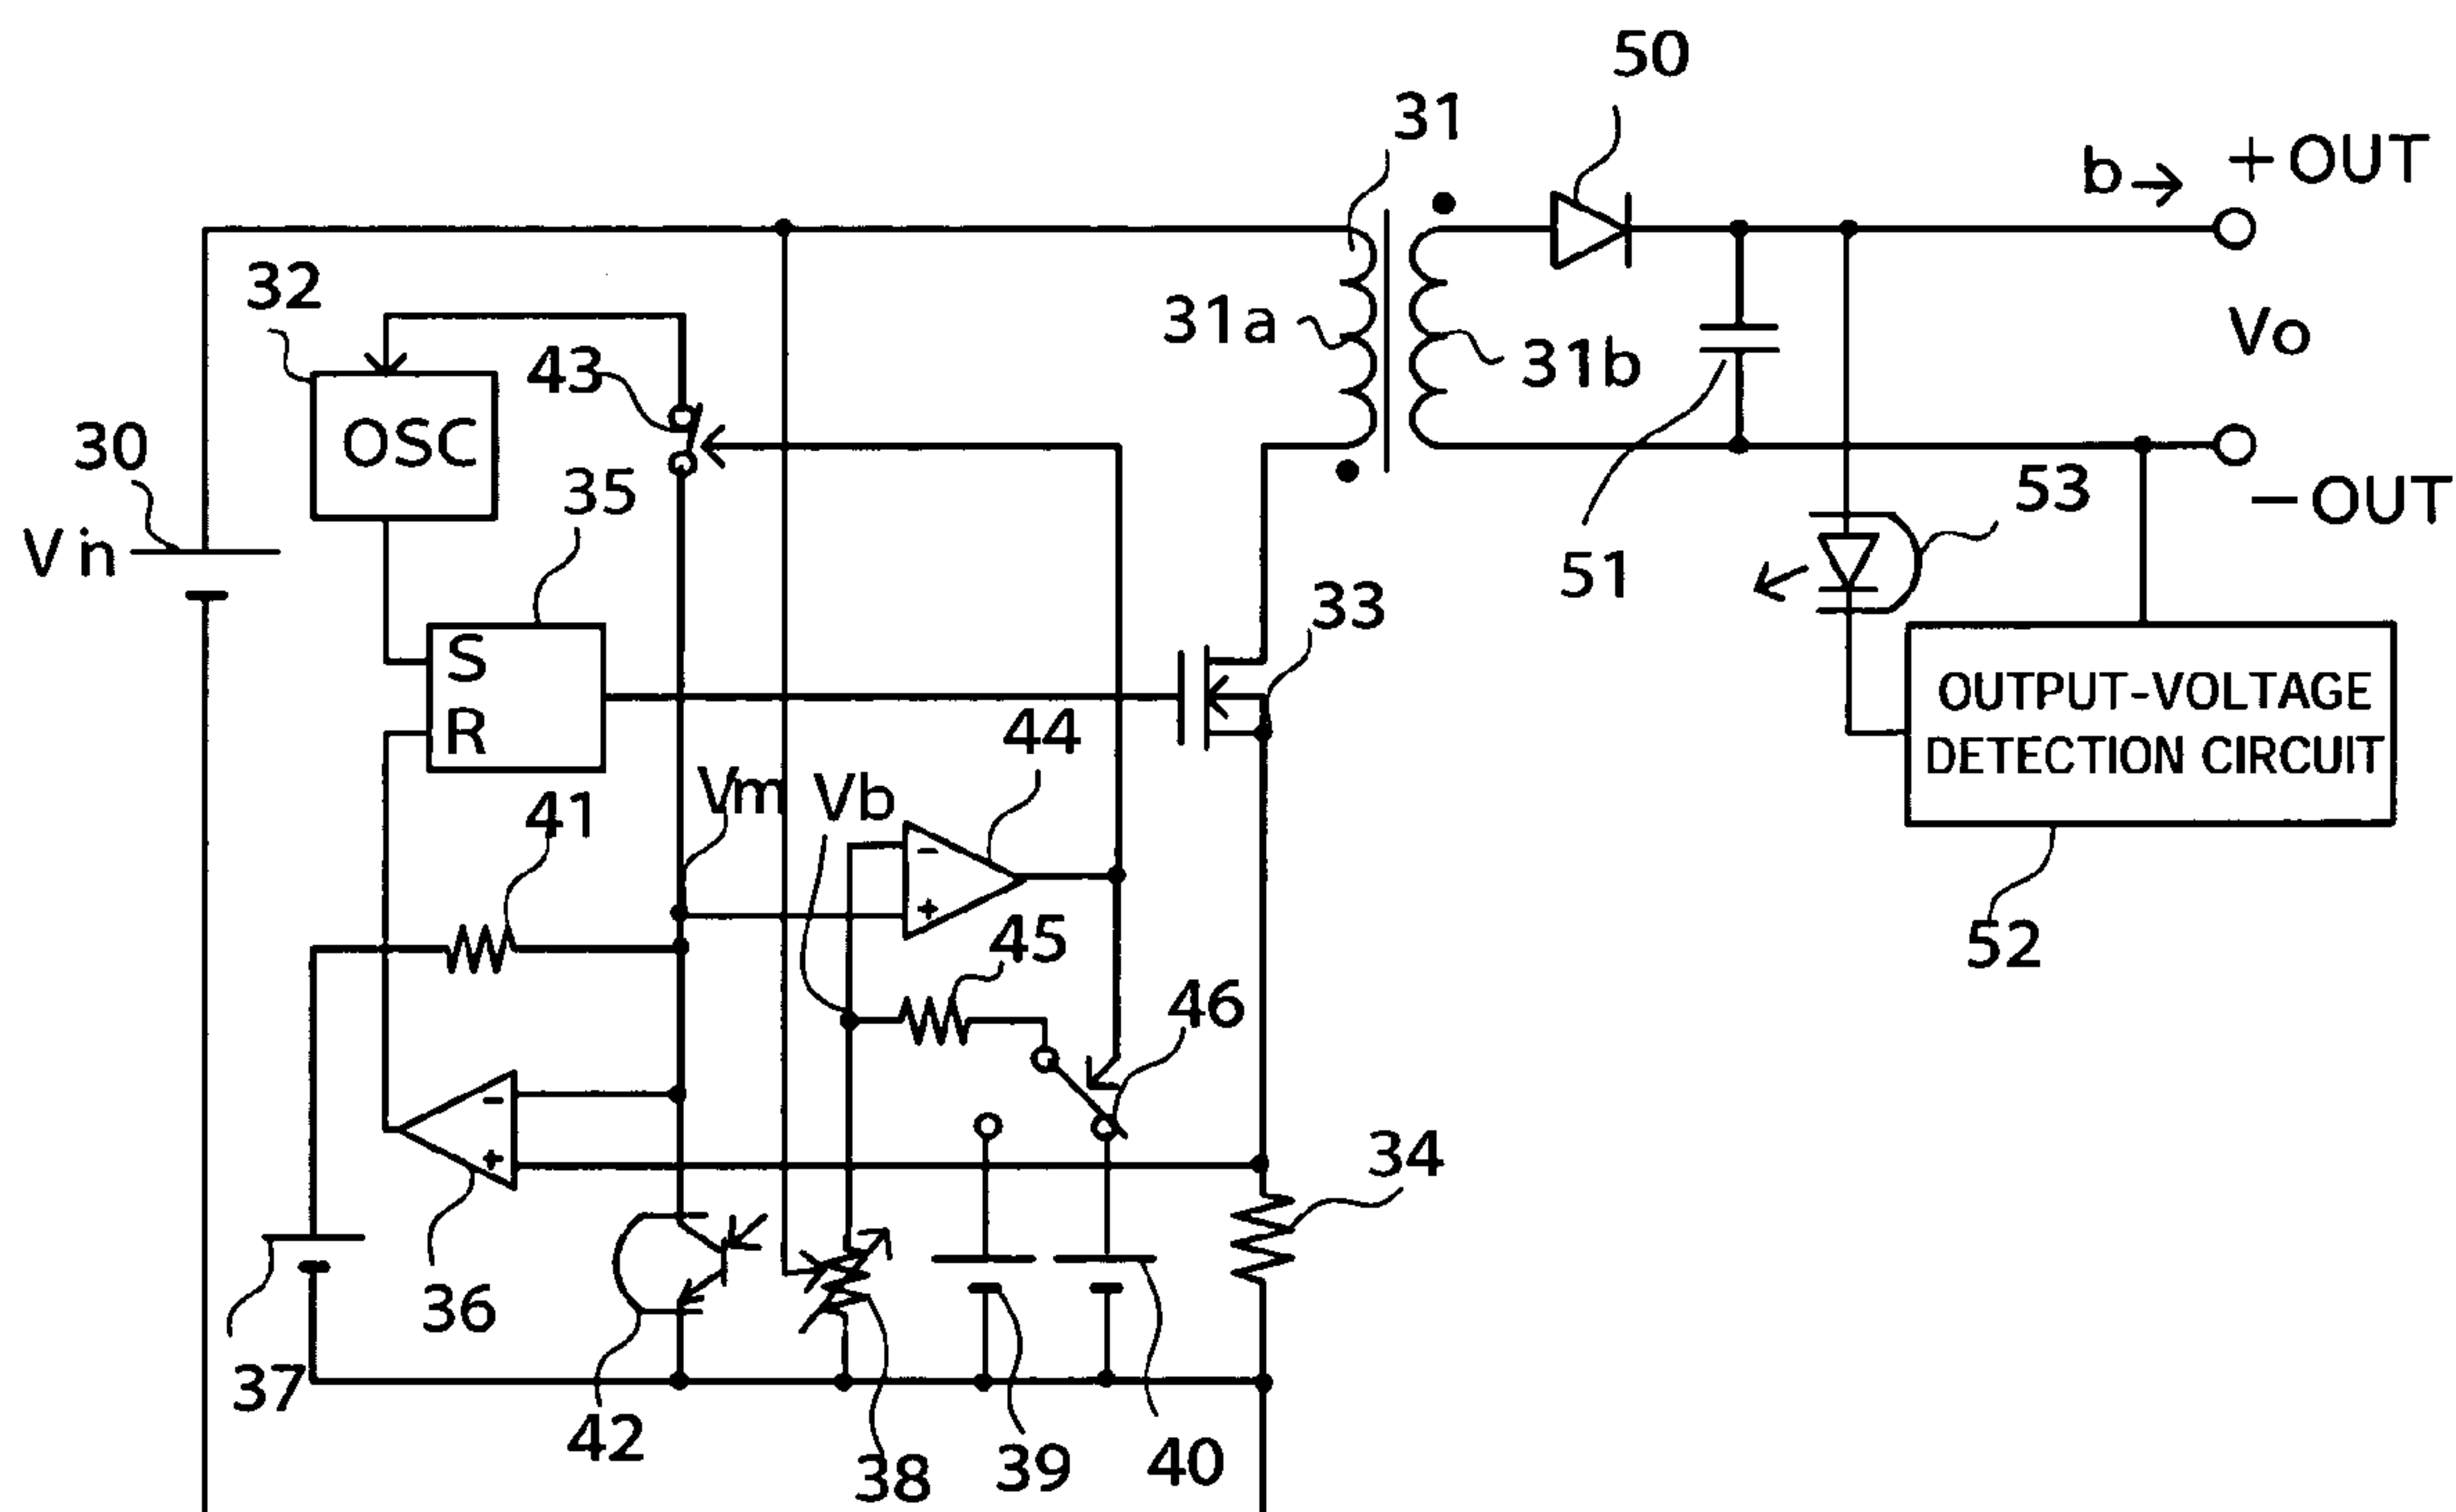 50
31
b
+OUT
32
43
31a
31b
Vo
30
OSC
35
53
−OUT
Vin
51
33
S
R
44
OUTPUT-VOLTAGE
DETECTION CIRCUIT
41
Vm
Vb
−
+
45
52
46
−
+
34
36
37
42
38
39
40